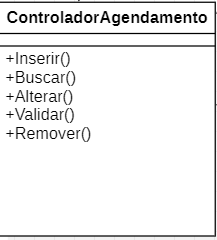 ControladorAgendamento
+Inserir()
+Buscar()
+Alterar()
+Validar()
+Remover()